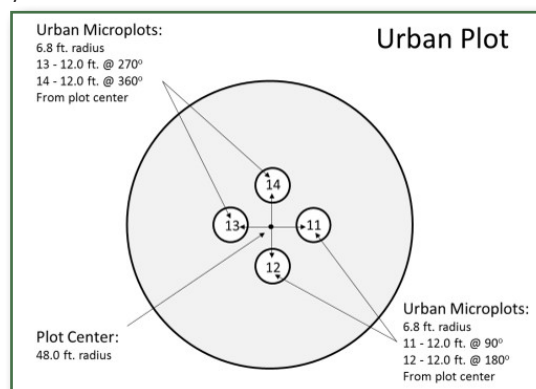 Urban Microplots:
6.8 ft. radius
13 - 12.0 ft. @ 270°
14 - 12.0 ft. @ 360°
From plot center
Urban Plot
14
13
11
12
Plot Center:
48.0 ft. radius
Urban Microplots:
6.8 ft. radius
11 - 12.0 ft. @ 90°
12 - 12.0 ft. @ 180°
From plot center